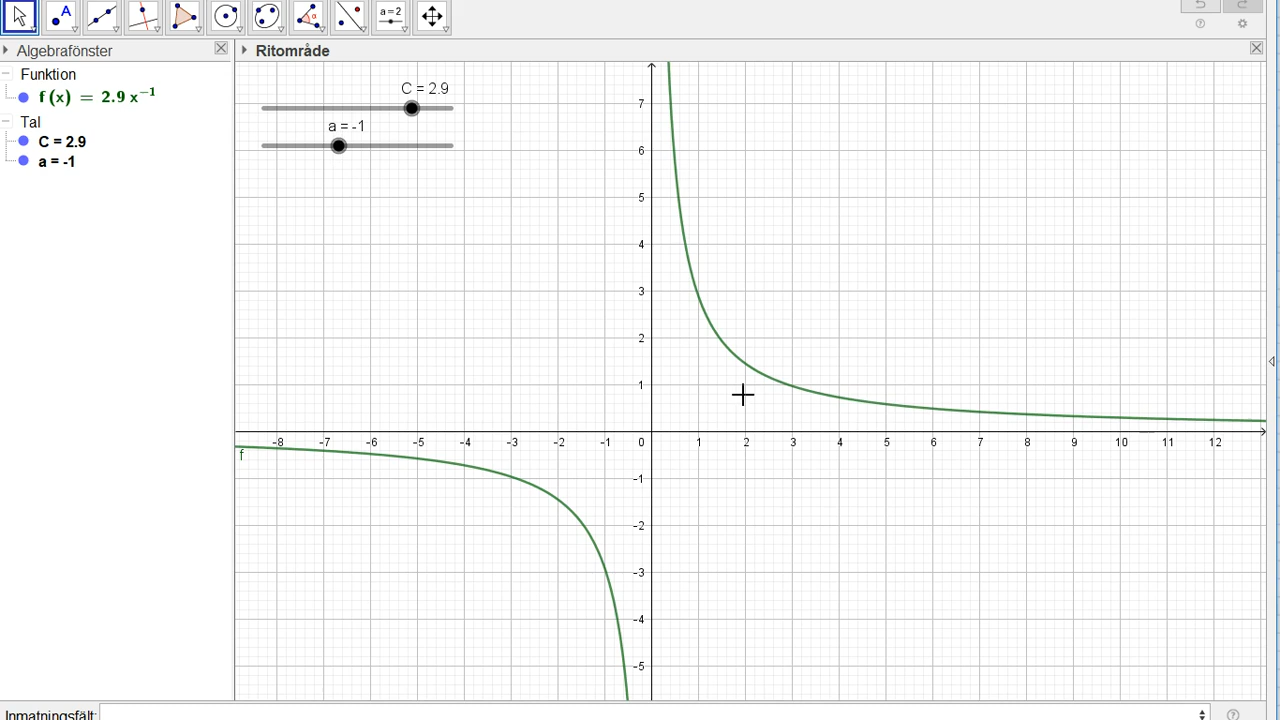 A
α
a = 2
Algebrafönster
Ritområde
Funktion
f (x) = 2.9 x⁻¹
Tal
C = 2.9
a = -1
C = 2.9
a = -1
7
6
5
4
3
2
1
-8 -7 -6 -5 -4 -3 -2 -1 0 1 2 3 4 5 6 7 8 9 10 11 12
f
-1
-2
-3
-4
-5
Inmatningsfält: